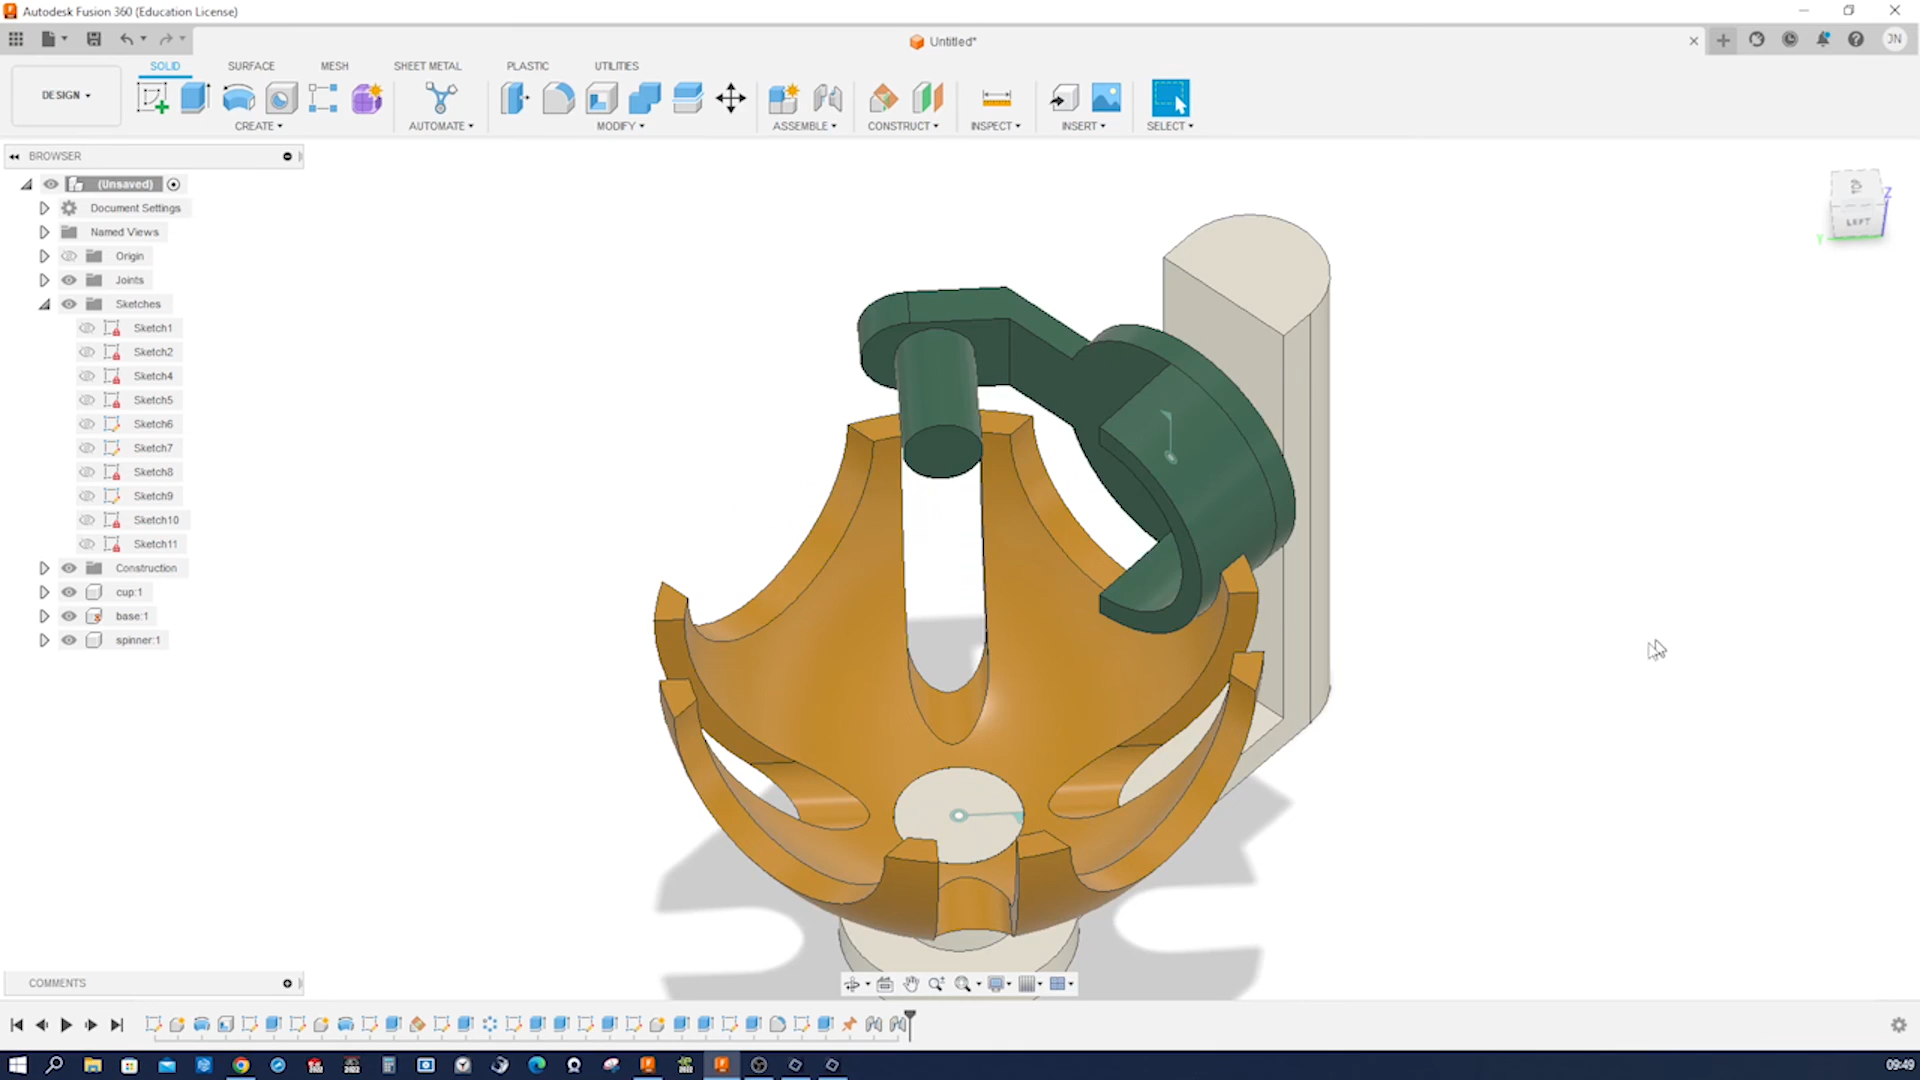 Autodesk Fusion 360 (Education License)
Untitled*
JN
DESIGN
SOLID
SURFACE
MESH
SHEET METAL
PLASTIC
UTILITIES
CREATE
AUTOMATE
MODIFY
ASSEMBLE
CONSTRUCT
INSPECT
INSERT
SELECT
BROWSER
(Unsaved)
Document Settings
Named Views
Origin
Joints
Sketches
Sketch1
Sketch2
Sketch4
Sketch5
Sketch6
Sketch7
Sketch8
Sketch9
Sketch10
Sketch11
Construction
cup:1
base:1
spinner:1
Z
LEFT
Y
COMMENTS
09:49